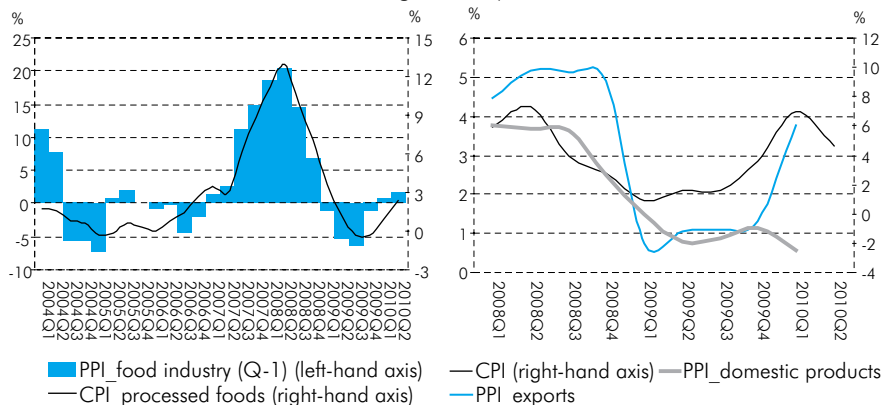 % % % %
25 15 6 12
20 12 5 10
15 9 4 8
10 6 3 6
5 3 2 4
0 0 1 2
-5 -3 0 0
-10 -2
-4
2004Q1 2004Q2 2004Q3 2004Q4 2005Q1 2005Q2 2005Q3 2005Q4 2006Q1 2006Q2 2006Q3 2006Q4 2007Q1 2007Q2 2007Q3 2007Q4 2008Q1 2008Q2 2008Q3 2008Q4 2009Q1 2009Q2 2009Q3 2009Q4 2010Q1 2010Q2
2008Q1 2008Q2 2008Q3 2008Q4 2009Q1 2009Q2 2009Q3 2009Q4 2010Q1 2010Q2
PPI_food industry (Q-1) (left-hand axis)
CPI_processed foods (right-hand axis)
CPI (right-hand axis) PPI_domestic products
PPI_exports